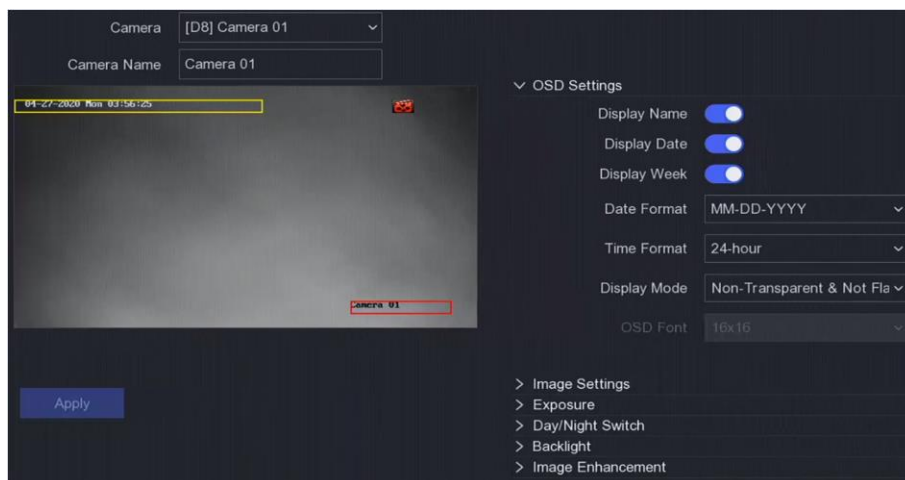 Camera [D8] Camera 01
Camera Name Camera 01
04-27-2020 Mon 03:56:25
Camera 01
OSD Settings
Display Name
Display Date
Display Week
Date Format MM-DD-YYYY
Time Format 24-hour
Display Mode Non-Transparent & Not Fla
OSD Font 16x16
Apply
Image Settings
Exposure
Day/Night Switch
Backlight
Image Enhancement